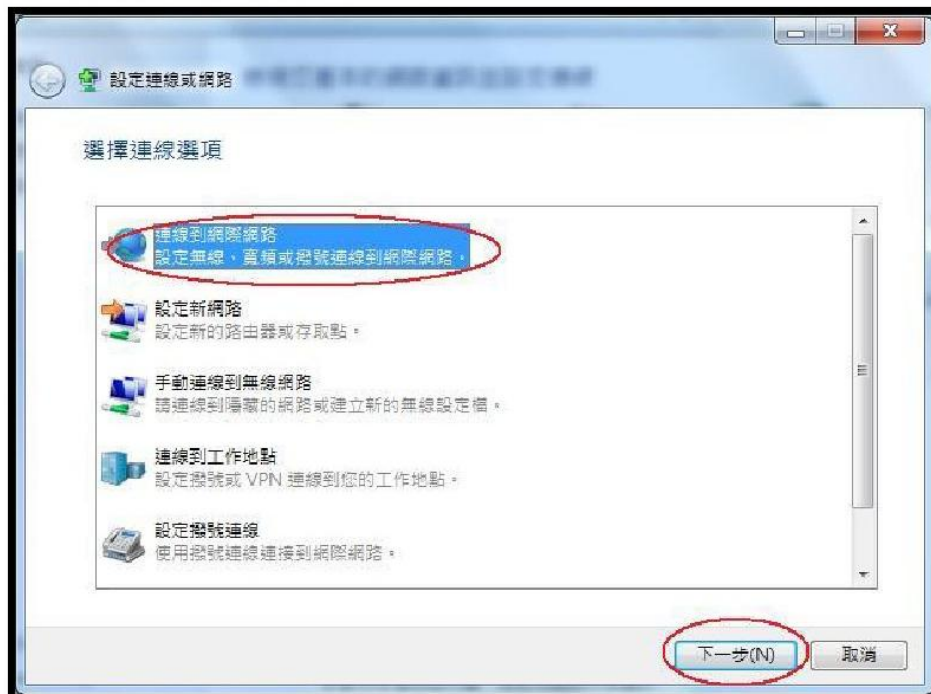 設定連線或網路
選擇連線選項
連線到網際網路
設定無線、寬頻或撥號連線到網際網路。
設定新網路
設定新的路由器或存取點。
手動連線到無線網路
請連線到隱藏的網路或建立新的無線設定檔。
連線到工作地點
設定撥號或 VPN 連線到您的工作地點。
設定撥號連線
使用撥號連線連接到網際網路。
下一步(N)
取消